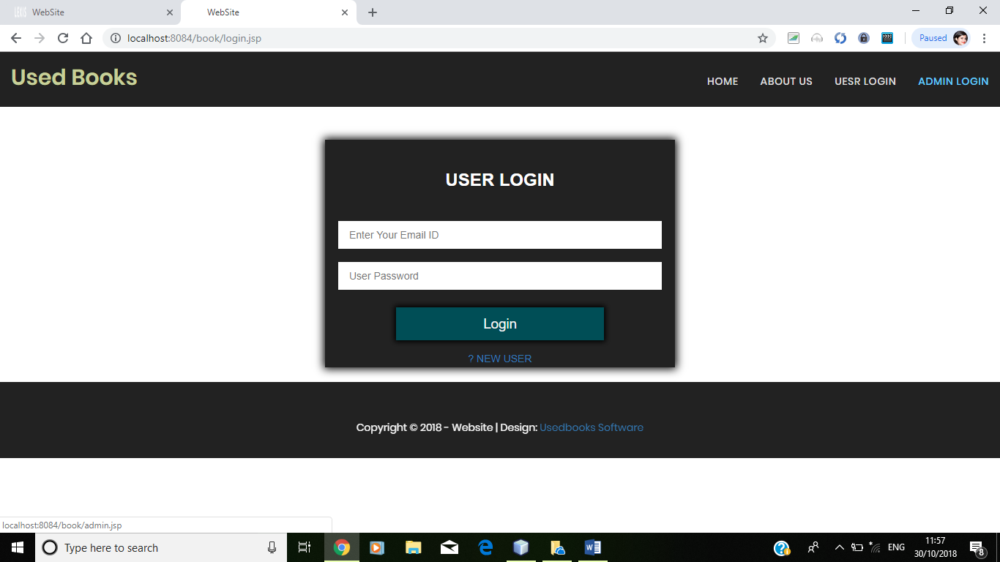 LEXIS WebSite
WebSite
localhost:8084/book/login.jsp
Paused
Used Books
HOME ABOUT US UESR LOGIN ADMIN LOGIN
USER LOGIN
Enter Your Email ID
User Password
Login
? NEW USER
Copyright © 2018 - Website | Design: Usedbooks Software
localhost:8084/book/admin.jsp
Type here to search
ENG
11:57
30/10/2018
8